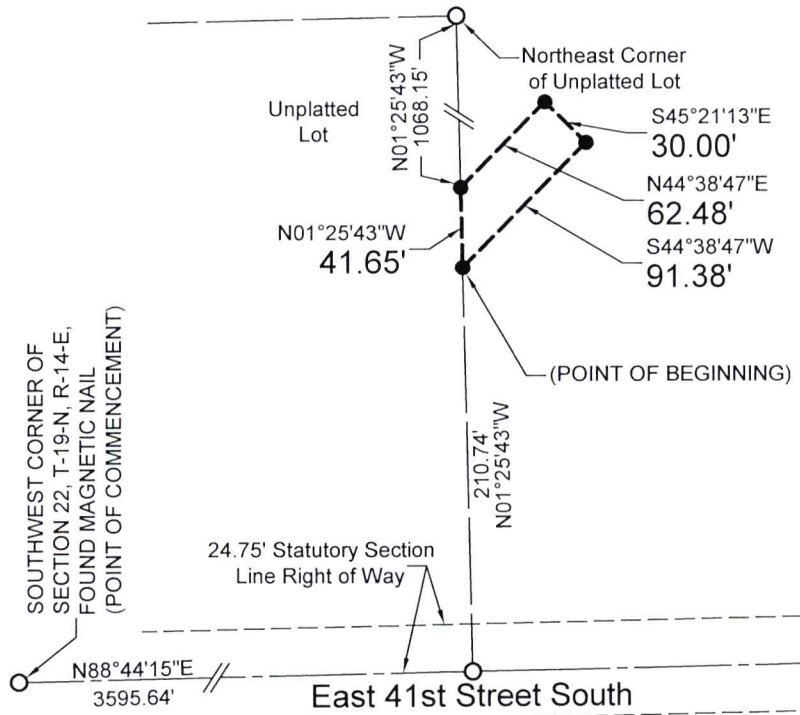 Northeast Corner
of Unplatted Lot
N01°25'43"W
1068.15'
Unplatted
Lot
S45°21'13"E
30.00'
N44°38'47"E
62.48'
N01°25'43"W
41.65'
S44°38'47"W
91.38'
(POINT OF BEGINNING)
SOUTHWEST CORNER OF
SECTION 22, T-19-N, R-14-E,
FOUND MAGNETIC NAIL
(POINT OF COMMENCEMENT)
210.74'
N01°25'43"W
24.75' Statutory Section
Line Right of Way
N88°44'15"E
3595.64'
East 41st Street South